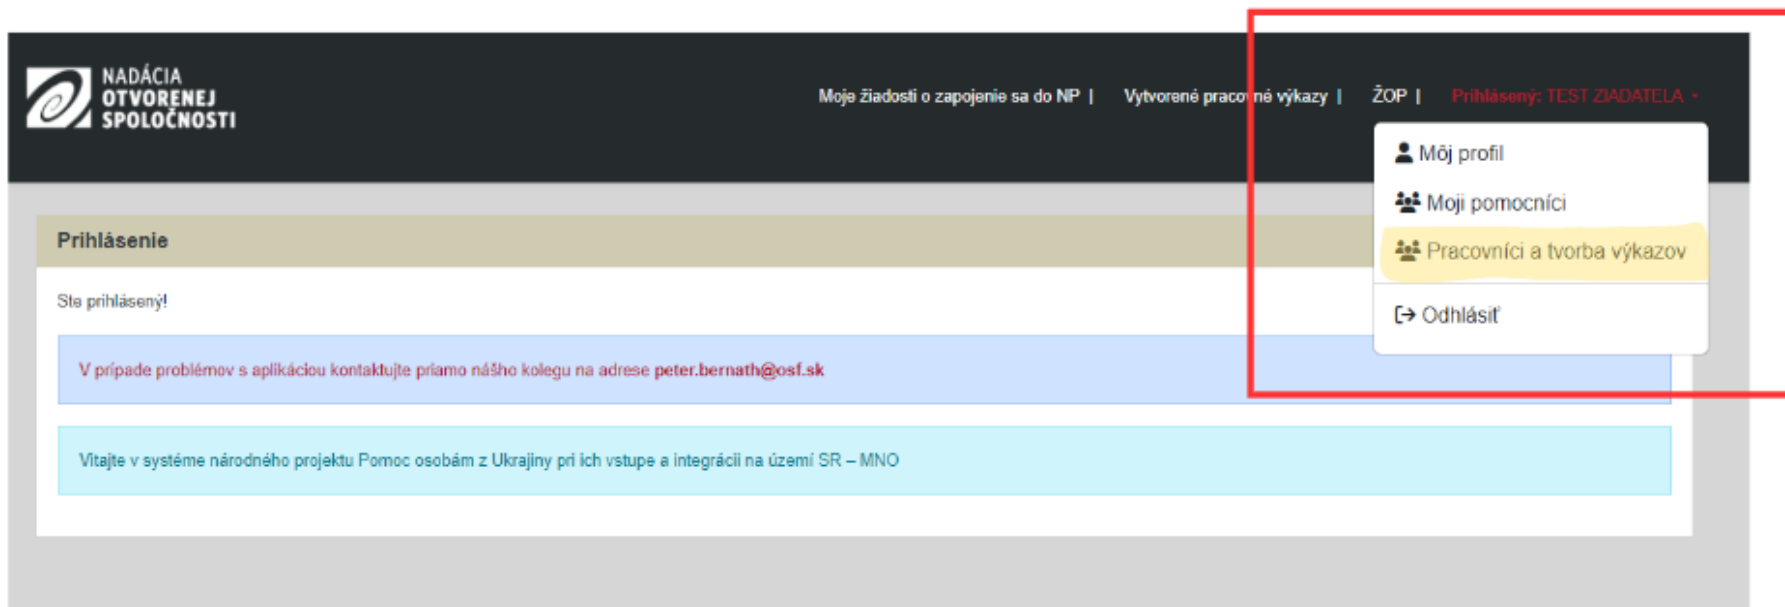 NADÁCIA
OTVORENEJ
SPOLOČNOSTI
Moje žiadosti o zapojenie sa do NP | Vytvorené pracovné výkazy | ŽOP | Prihlásený: TEST ZIADATELA
Môj profil
Moji pomocníci
Pracovníci a tvorba výkazov
Odhlásiť
Prihlásenie
Ste prihlásený!
V prípade problémov s aplikáciou kontaktujte priamo nášho kolegu na adrese peter.bernath@osf.sk
Vitajte v systéme národného projektu Pomoc osobám z Ukrajiny pri ich vstupe a integrácii na území SR – MNO